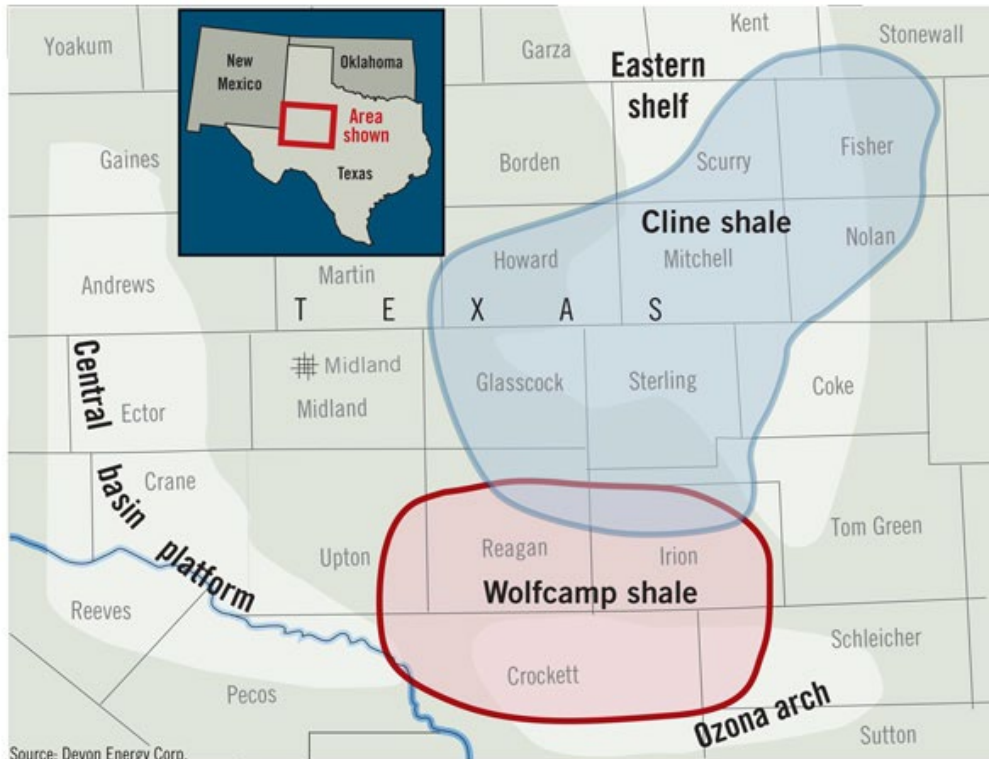 Yoakum
Garza
Kent
Stonewall
New
Mexico
Oklahoma
Area
shown
Texas
Eastern
shelf
Gaines
Borden
Scurry
Fisher
Cline shale
Andrews
Martin
Howard
Mitchell
Nolan
T E X A S
Central
basin
platform
Ector
Midland
Midland
Glasscock
Sterling
Coke
Crane
Upton
Reagan
Irion
Tom Green
Wolfcamp shale
Reeves
Pecos
Crockett
Schleicher
Ozona arch
Sutton
Source: Devon Energy Corp.